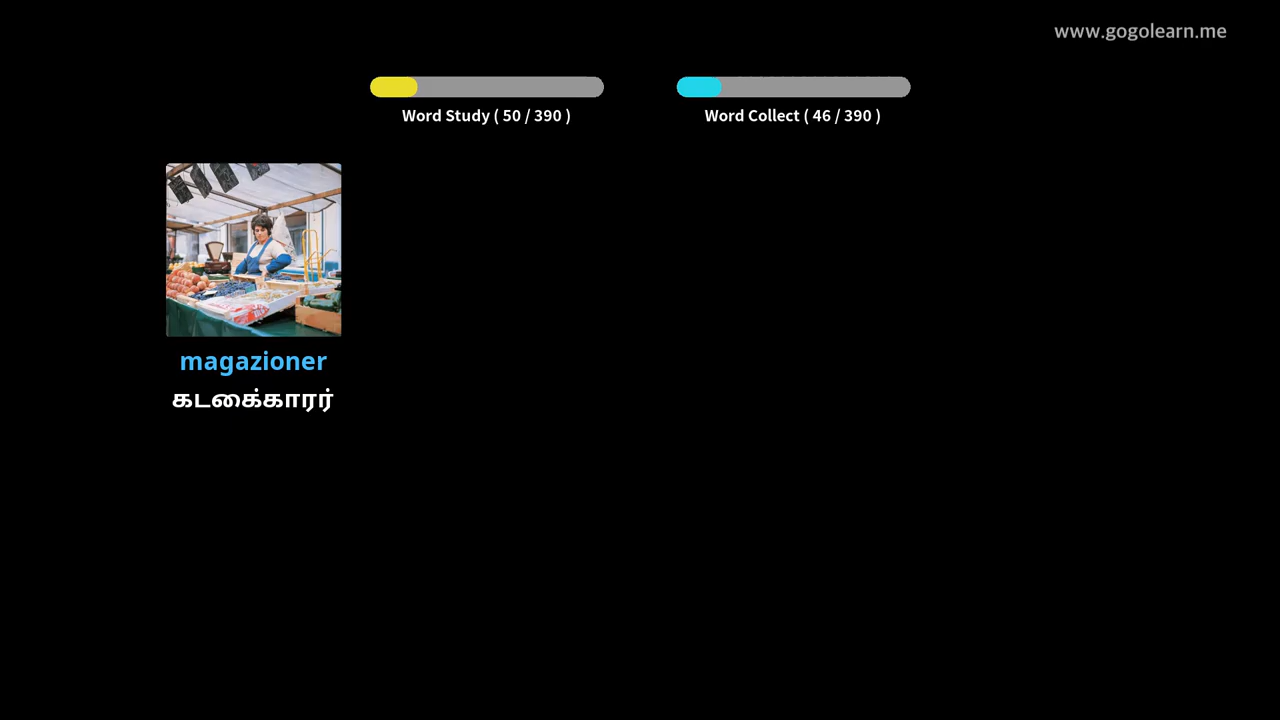 www.gogolearn.me
Word Study ( 50 / 390 )
Word Collect ( 46 / 390 )
magazioner
கடைக்காரர்